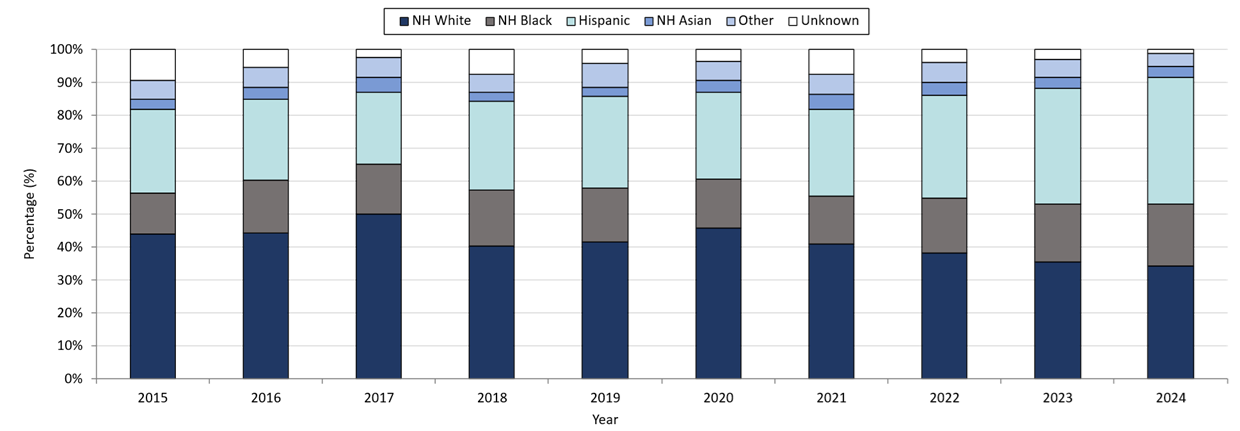 NH White NH Black Hispanic NH Asian Other Unknown
100%
90%
80%
70%
60%
50%
40%
30%
20%
10%
0%
Percentage (%)
2015 2016 2017 2018 2019 2020 2021 2022 2023 2024
Year